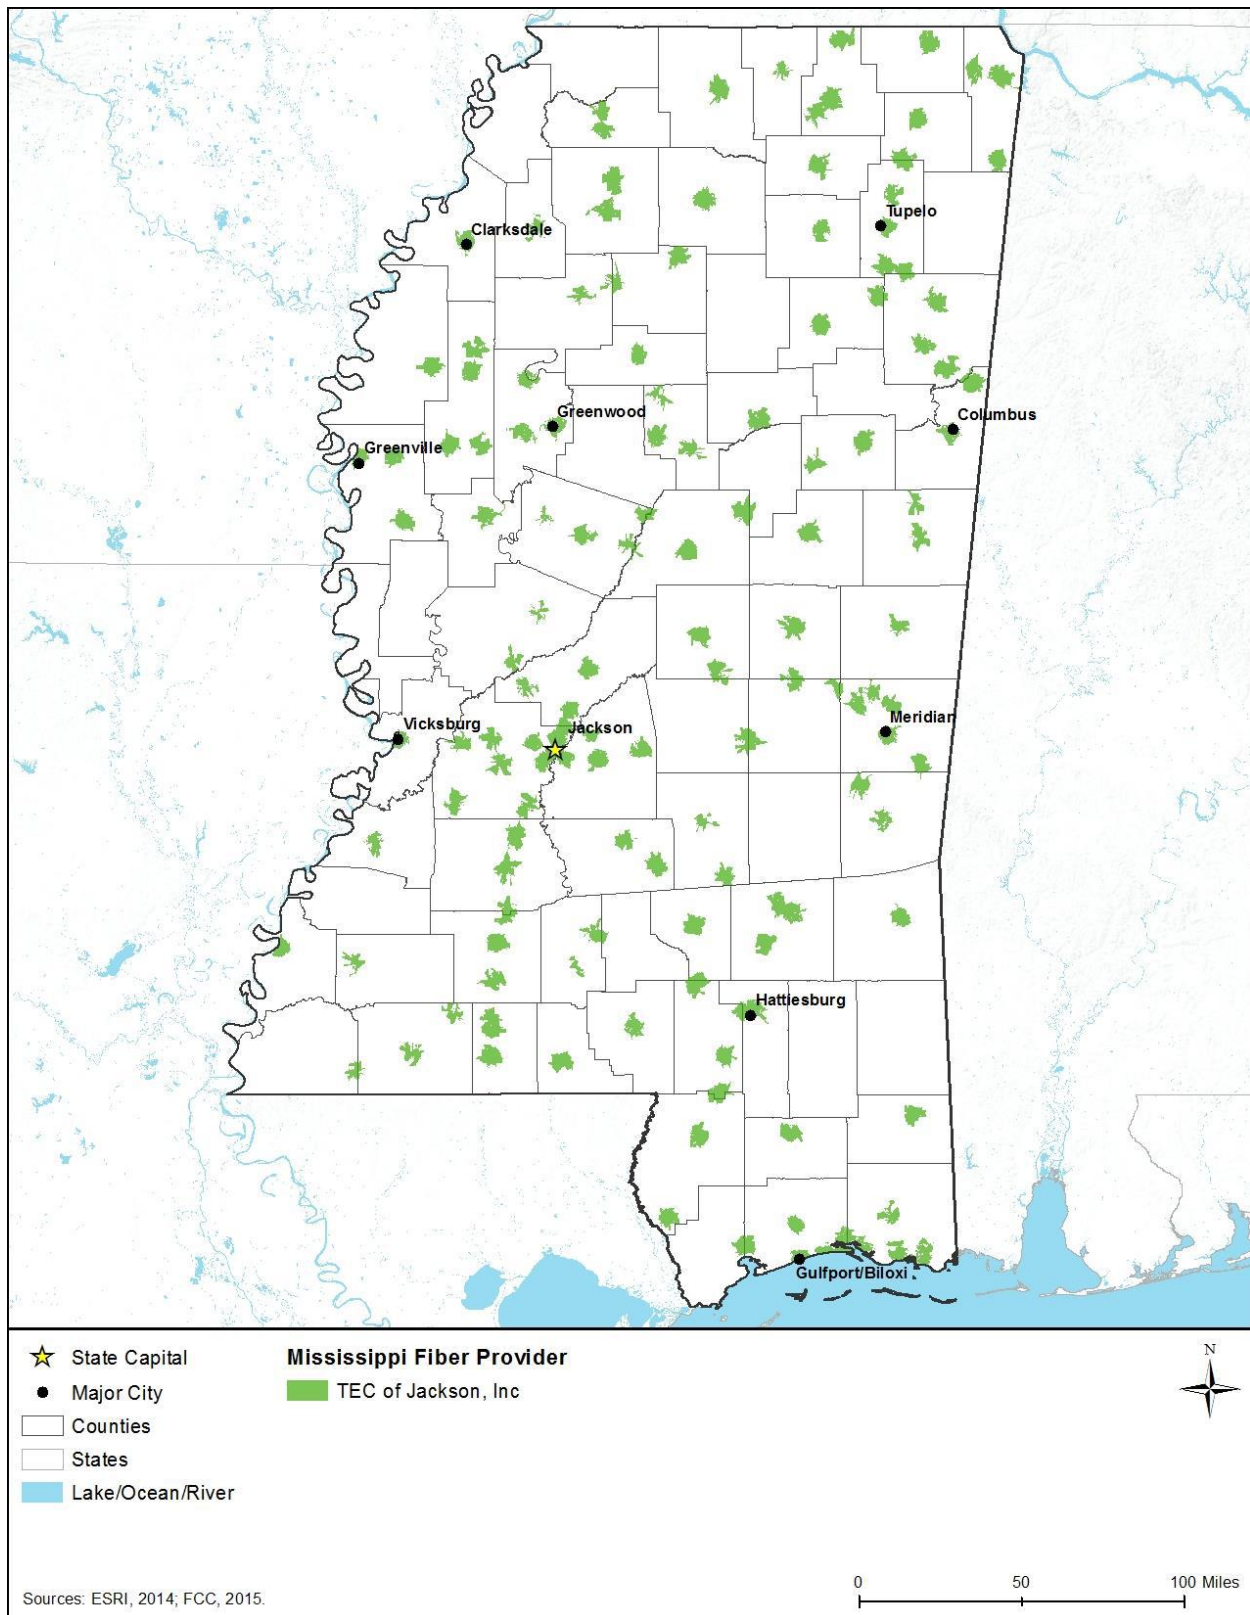 Tupelo
Clarksdale
Greenwood
Columbus
Greenville
Vicksburg
Jackson
Meridian
Hattiesburg
Gulfport/Biloxi
State Capital
Mississippi Fiber Provider
N
Major City
TEC of Jackson, Inc
Counties
States
Lake/Ocean/River
0 50 100 Miles
Sources: ESRI, 2014; FCC, 2015.